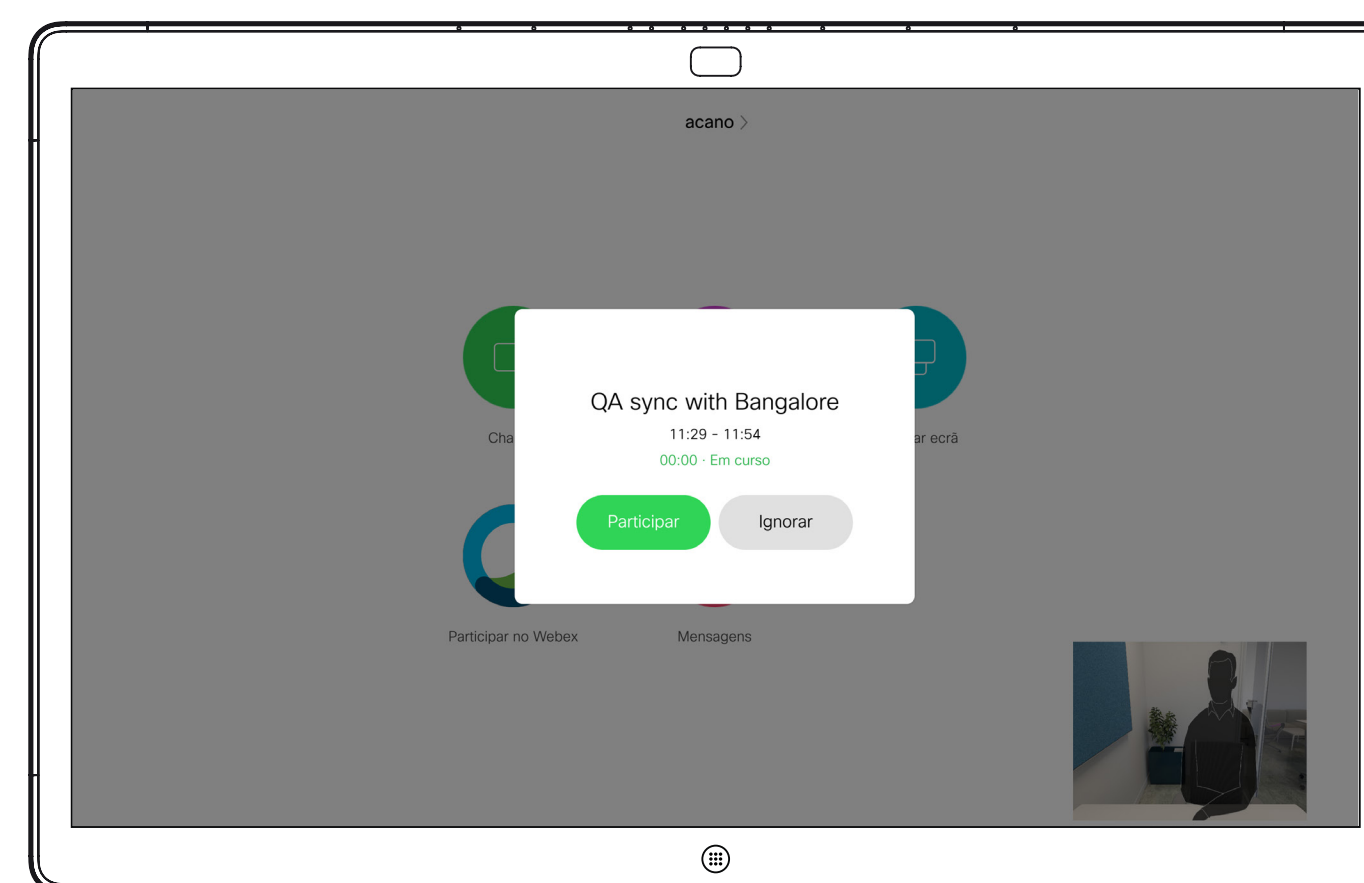 acano
QA sync with Bangalore
11:29 - 11:54
00:00 · Em curso
Participar
Ignorar
Cha
ar ecrã
Participar no Webex
Mensagens